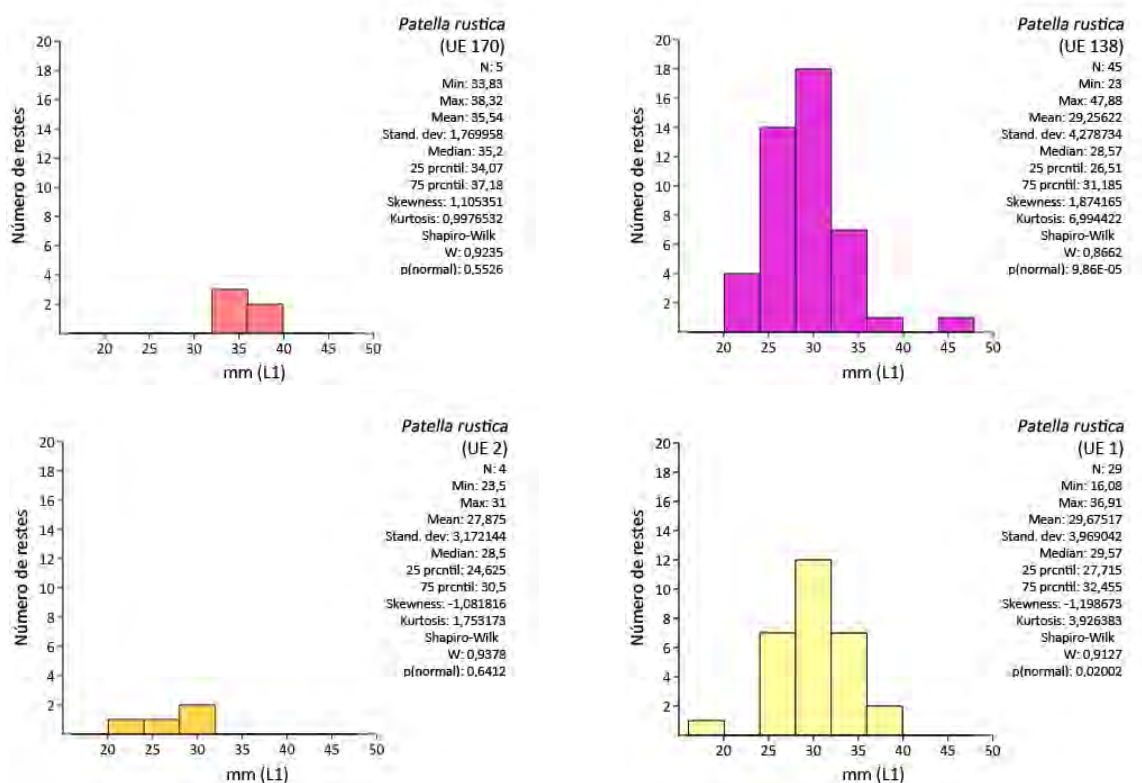 Patella rustica
(UE 170)
N: 5
Min: 33,83
Max: 38,32
Mean: 35,54
Stand. dev: 1,769958
Median: 35,2
25 prcntil: 34,07
75 prcntil: 37,18
Skewness: 1,105351
Kurtosis: 0,9976532
Shapiro-Wilk
W: 0,9235
p(normal): 0,5526
Número de restes
20
18
16
14
12
10
8
6
4
2
20 25 30 35 40 45 50
mm (L1)
Patella rustica
(UE 138)
N: 45
Min: 23
Max: 47,88
Mean: 29,25622
Stand. dev: 4,278734
Median: 28,57
25 prcntil: 26,51
75 prcntil: 31,185
Skewness: 1,874165
Kurtosis: 6,994422
Shapiro-Wilk
W: 0,8662
p(normal): 9,86E-05
Número de restes
20
18
16
14
12
10
8
6
4
2
20 25 30 35 40 45 50
mm (L1)
Patella rustica
(UE 2)
N: 4
Min: 23,5
Max: 31
Mean: 27,875
Stand. dev: 3,172144
Median: 28,5
25 prcntil: 24,625
75 prcntil: 30,5
Skewness: -1,081816
Kurtosis: 1,753173
Shapiro-Wilk
W: 0,9378
p(normal): 0,6412
Número de restes
20
18
16
14
12
10
8
6
4
2
20 25 30 35 40 45 50
mm (L1)
Patella rustica
(UE 1)
N: 29
Min: 16,08
Max: 36,91
Mean: 29,67517
Stand. dev: 3,969042
Median: 29,57
25 prcntil: 27,715
75 prcntil: 32,455
Skewness: -1,198673
Kurtosis: 3,926383
Shapiro-Wilk
W: 0,9127
p(normal): 0,02002
Número de restes
20
18
16
14
12
10
8
6
4
2
20 25 30 35 40 45 50
mm (L1)